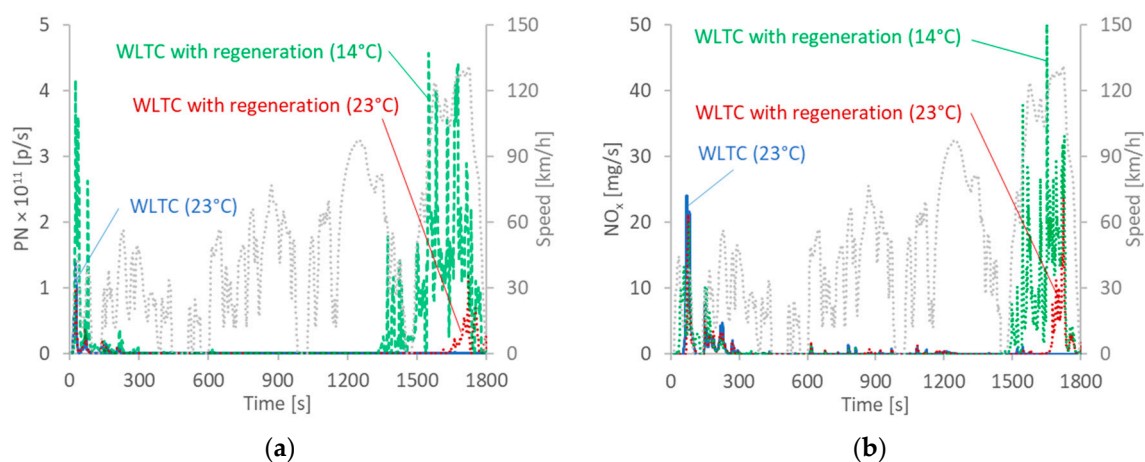 5
4
3
2
1
0
PN × 10¹¹ [p/s]
WLTC with regeneration (14°C)
WLTC with regeneration (23°C)
WLTC (23°C)
150
120
90
60
30
0
Speed [km/h]
0 300 600 900 1200 1500 1800
Time [s]
(a)
50
40
30
20
10
0
NOₓ [mg/s]
WLTC with regeneration (14°C)
WLTC with regeneration (23°C)
WLTC (23°C)
150
120
90
60
30
0
Speed [km/h]
0 300 600 900 1200 1500 1800
Time [s]
(b)